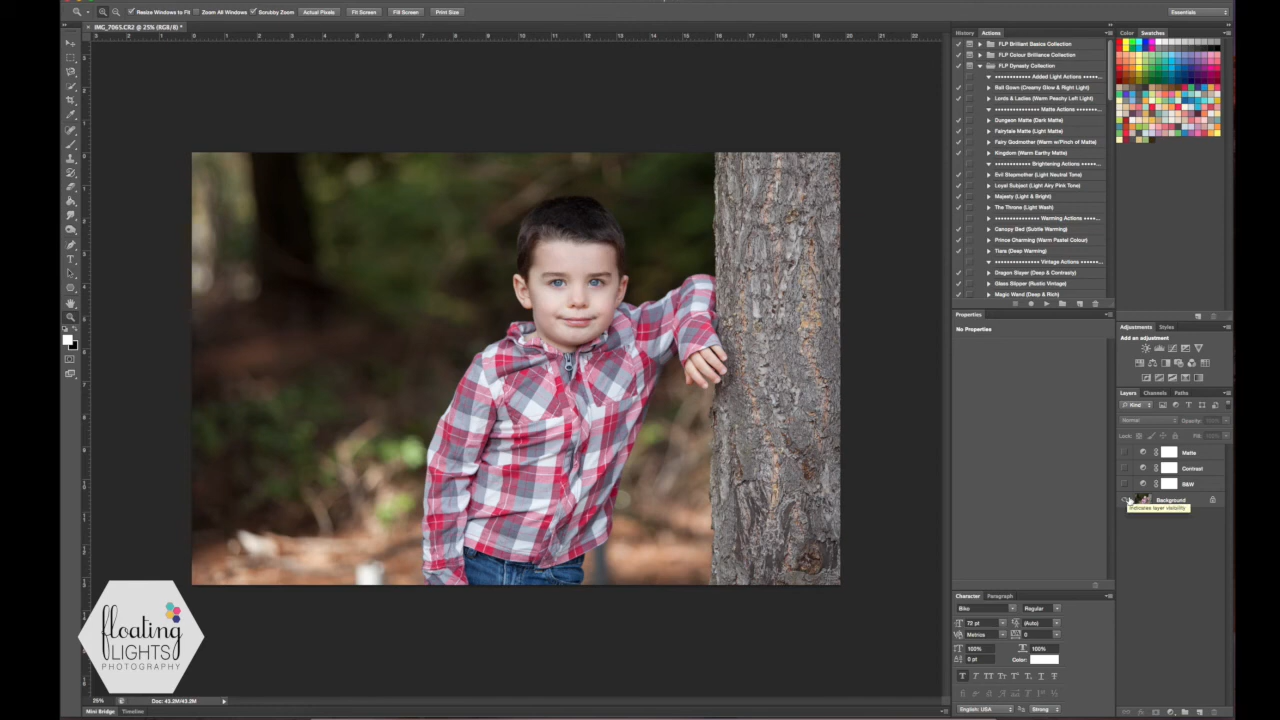 Resize Windows to Fit
Zoom All Windows
Scrubby Zoom
Actual Pixels
Fit Screen
Fill Screen
Print Size
Essentials
IMG_7065.CR2 @ 25% (RGB/8) *
History
Actions
FLP Brilliant Basics Collection
FLP Colour Brilliance Collection
FLP Dynasty Collection
Added Light Actions
Ball Gown (Creamy Glow & Right Light)
Lords & Ladies (Warm Peachy Left Light)
Matte Actions
Dungeon Matte (Dark Matte)
Fairytale Matte (Light Matte)
Fairy Godmother (Warm w/Pinch of Matte)
Kingdom (Warm Earthy Matte)
Brightening Actions
Evil Stepmother (Light Neutral Tone)
Loyal Subject (Light Airy Pink Tone)
Majesty (Light & Bright)
The Throne (Light Wash)
Warming Actions
Canopy Bed (Subtle Warming)
Prince Charming (Warm Pastel Colour)
Tiara (Deep Warming)
Vintage Actions
Dragon Slayer (Deep & Contrasty)
Glass Slipper (Rustic Vintage)
Magic Wand (Deep & Rich)
Color
Swatches
Properties
No Properties
Adjustments
Styles
Add an adjustment
Layers
Channels
Paths
Kind
Normal
Opacity:
Lock:
Fill:
Matte
Contrast
B&W
Background
Indicates layer visibility
Character
Paragraph
Biko
Regular
72 pt
(Auto)
Metrics
0
100%
100%
0 pt
Color:
English: USA
Strong
floating
LIGHTS
PHOTOGRAPHY
25%
Doc: 43.2M/43.2M
Mini Bridge
Timeline